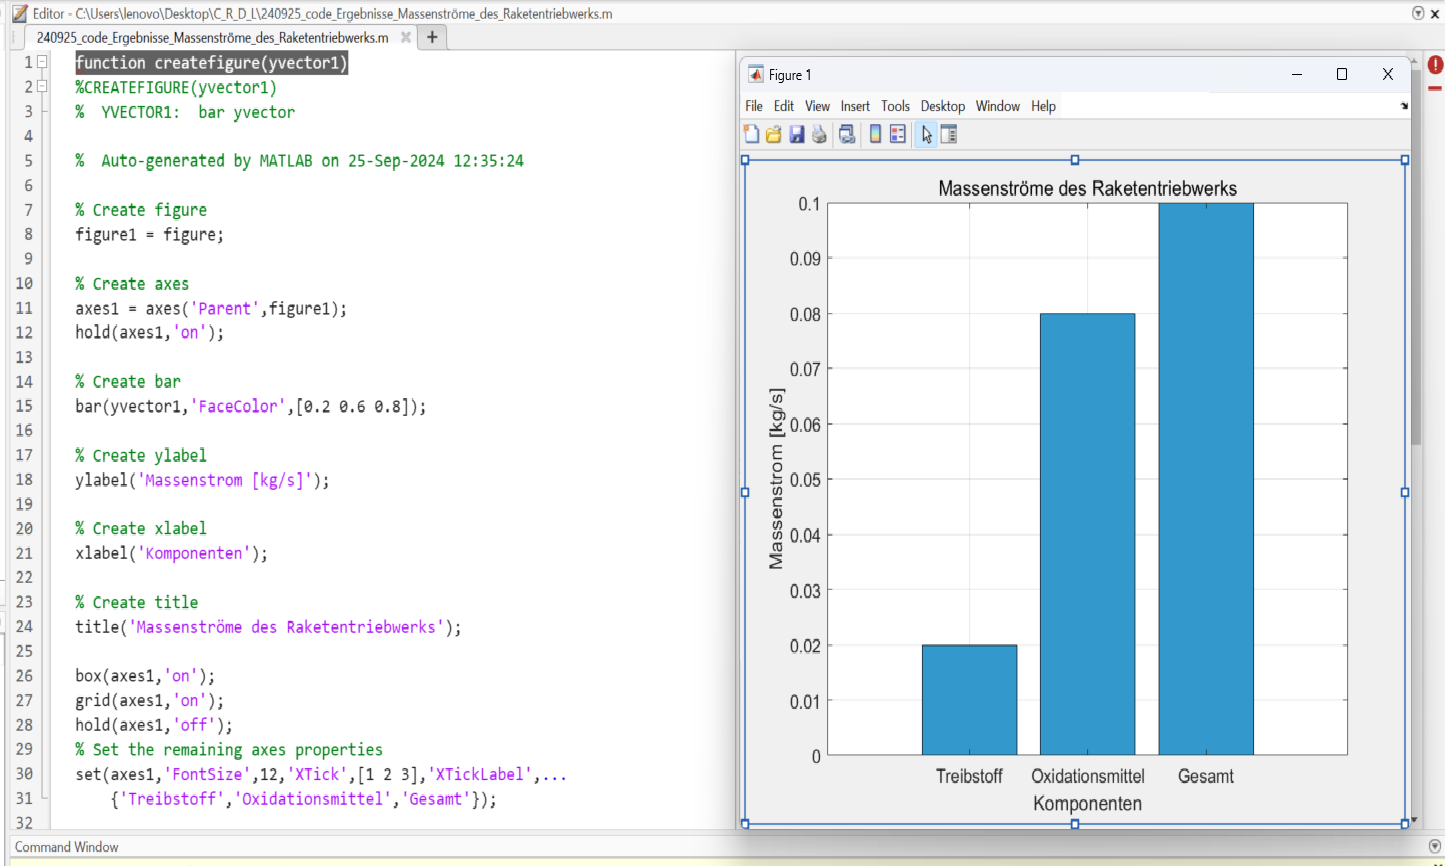 Editor - C:\Users\lenovo\Desktop\C_R_D_L\240925_code_Ergebnisse_Massenströme_des_Raketentriebwerks.m
240925_code_Ergebnisse_Massenströme_des_Raketentriebwerks.m
1 function createfigure(yvector1)
2 %CREATEFIGURE(yvector1)
3 %  YVECTOR1:  bar yvector
4
5 %  Auto-generated by MATLAB on 25-Sep-2024 12:35:24
6
7 % Create figure
8 figure1 = figure;
9
10 % Create axes
11 axes1 = axes('Parent',figure1);
12 hold(axes1,'on');
13
14 % Create bar
15 bar(yvector1,'FaceColor',[0.2 0.6 0.8]);
16
17 % Create ylabel
18 ylabel('Massenstrom [kg/s]');
19
20 % Create xlabel
21 xlabel('Komponenten');
22
23 % Create title
24 title('Massenströme des Raketentriebwerks');
25
26 box(axes1,'on');
27 grid(axes1,'on');
28 hold(axes1,'off');
29 % Set the remaining axes properties
30 set(axes1,'FontSize',12,'XTick',[1 2 3],'XTickLabel',...
31     {'Treibstoff','Oxidationsmittel','Gesamt'});
32
Figure 1
File Edit View Insert Tools Desktop Window Help
Massenströme des Raketentriebwerks
0.1
0.09
0.08
0.07
0.06
0.05
0.04
0.03
0.02
0.01
0
Massenstrom [kg/s]
Treibstoff Oxidationsmittel Gesamt
Komponenten
Command Window